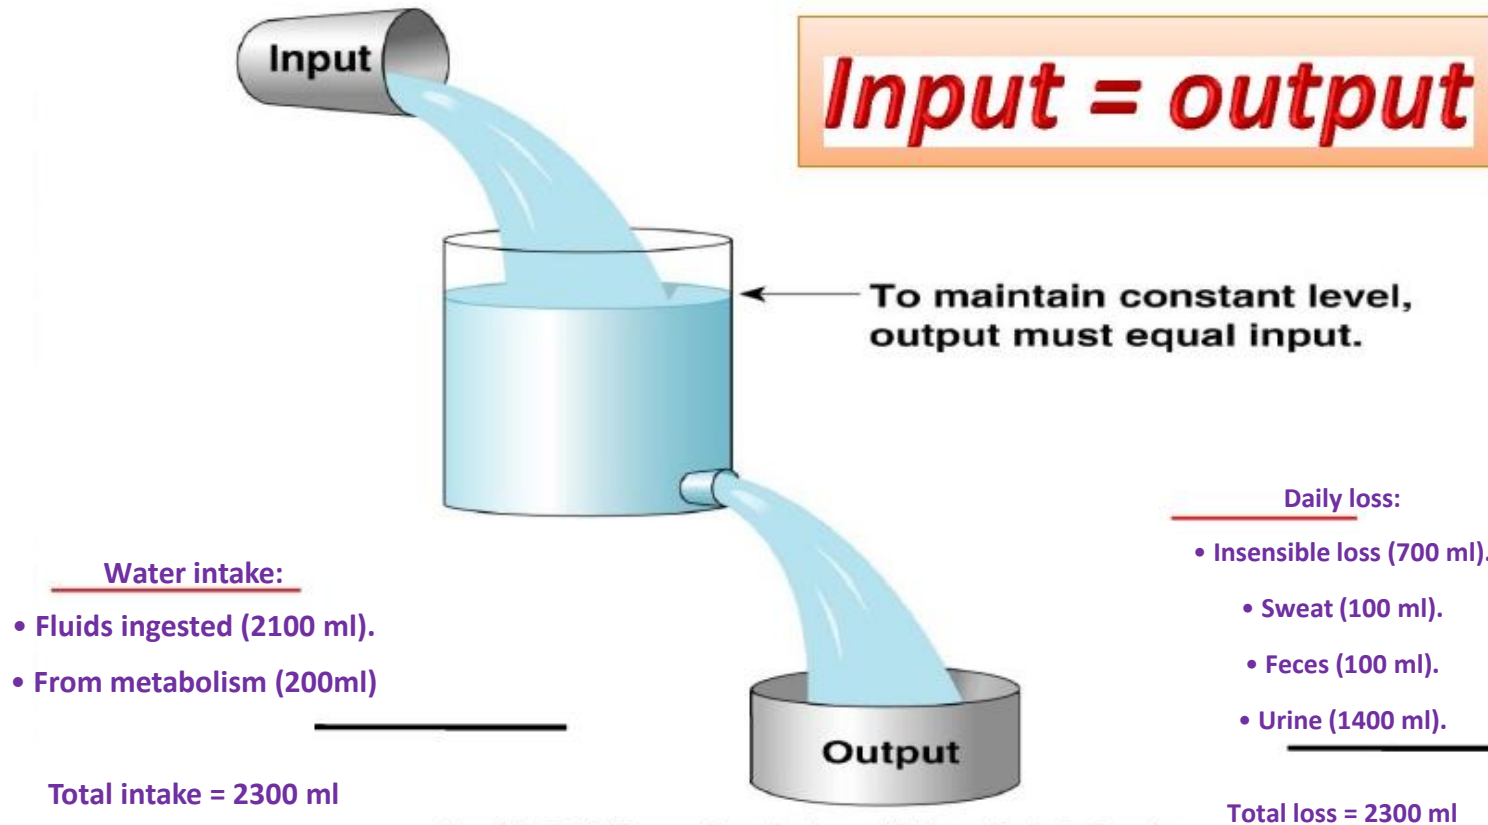 Input
Input = output
To maintain constant level,
output must equal input.
Water intake:
• Fluids ingested (2100 ml).
• From metabolism (200ml)
Total intake = 2300 ml
Output
Daily loss:
• Insensible loss (700 ml).
• Sweat (100 ml).
• Feces (100 ml).
• Urine (1400 ml).
Total loss = 2300 ml